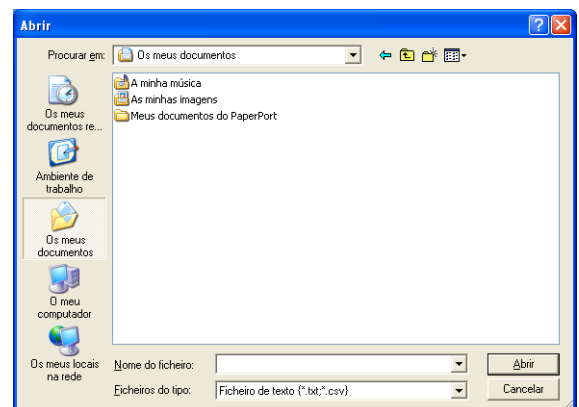 Abrir
Procurar em:
Os meus documentos
A minha música
As minhas imagens
Meus documentos do PaperPort
Os meus
documentos re...
Ambiente de
trabalho
Os meus
documentos
O meu
computador
Os meus locais
na rede
Nome do ficheiro:
Abrir
Ficheiros do tipo:
Ficheiro de texto {*.txt;*.csv}
Cancelar